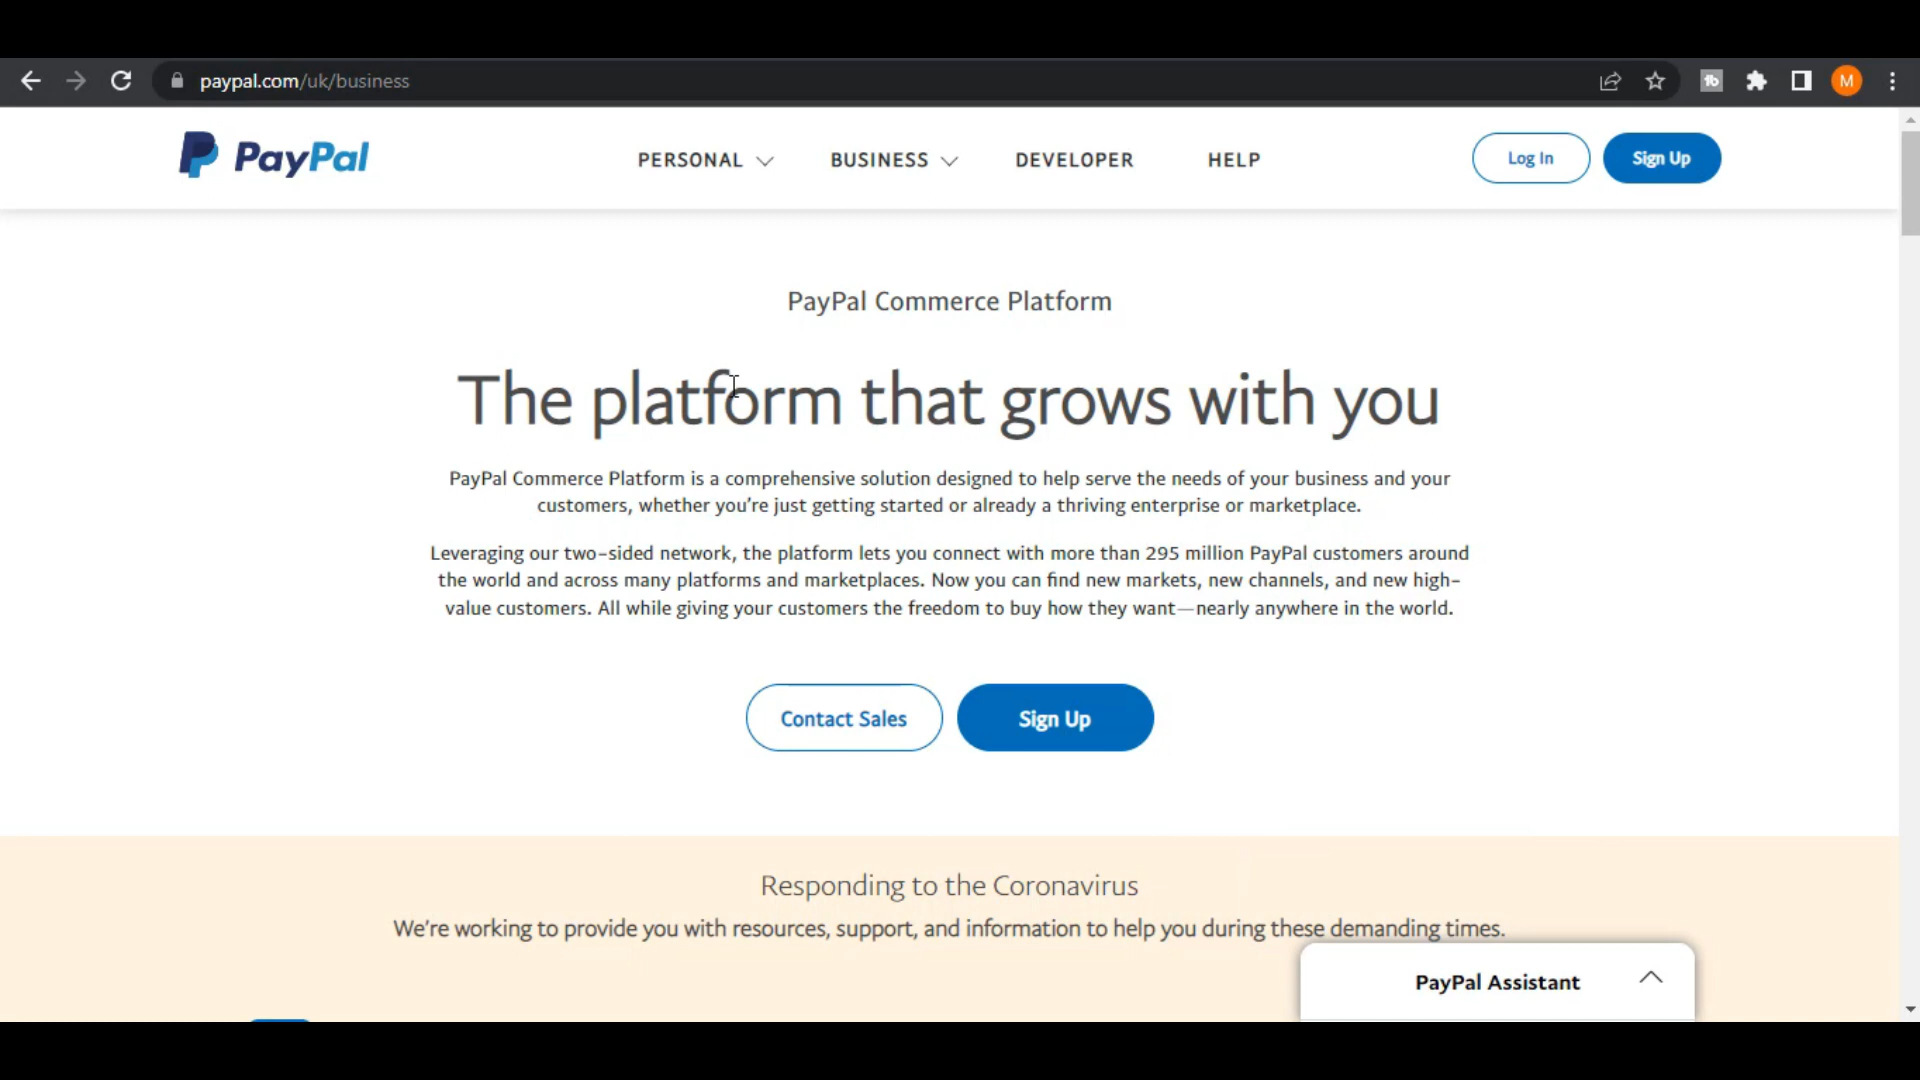 paypal.com/uk/business
tb
M
PayPal
PERSONAL
BUSINESS
DEVELOPER
HELP
Log In
Sign Up
PayPal Commerce Platform
The platform that grows with you
PayPal Commerce Platform is a comprehensive solution designed to help serve the needs of your business and your
customers, whether you're just getting started or already a thriving enterprise or marketplace.
Leveraging our two-sided network, the platform lets you connect with more than 295 million PayPal customers around
the world and across many platforms and marketplaces. Now you can find new markets, new channels, and new high-
value customers. All while giving your customers the freedom to buy how they want—nearly anywhere in the world.
Contact Sales
Sign Up
Responding to the Coronavirus
We're working to provide you with resources, support, and information to help you during these demanding times.
PayPal Assistant